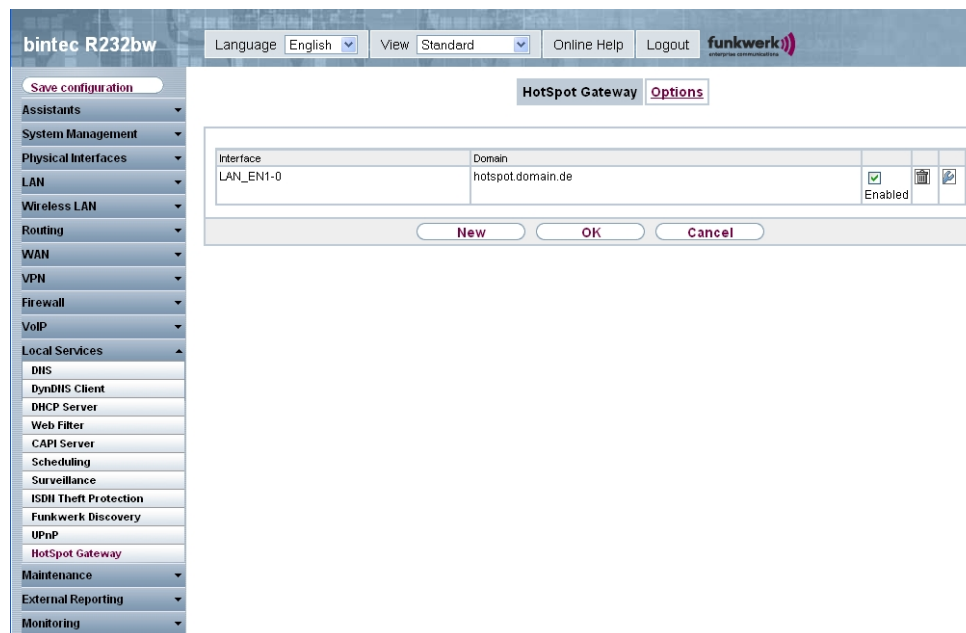 bintec R232bw
Language English View Standard Online Help Logout funkwerk
enterprise communications
Save configuration
HotSpot Gateway Options
Assistants
System Management
Physical Interfaces
LAN
Wireless LAN
Routing
WAN
VPN
Firewall
VoIP
Local Services
DNS
DynDNS Client
DHCP Server
Web Filter
CAPI Server
Scheduling
Surveillance
ISDN Theft Protection
Funkwerk Discovery
UPnP
HotSpot Gateway
Maintenance
External Reporting
Monitoring
Interface Domain
LAN_EN1-0 hotspot.domain.de
Enabled
New OK Cancel